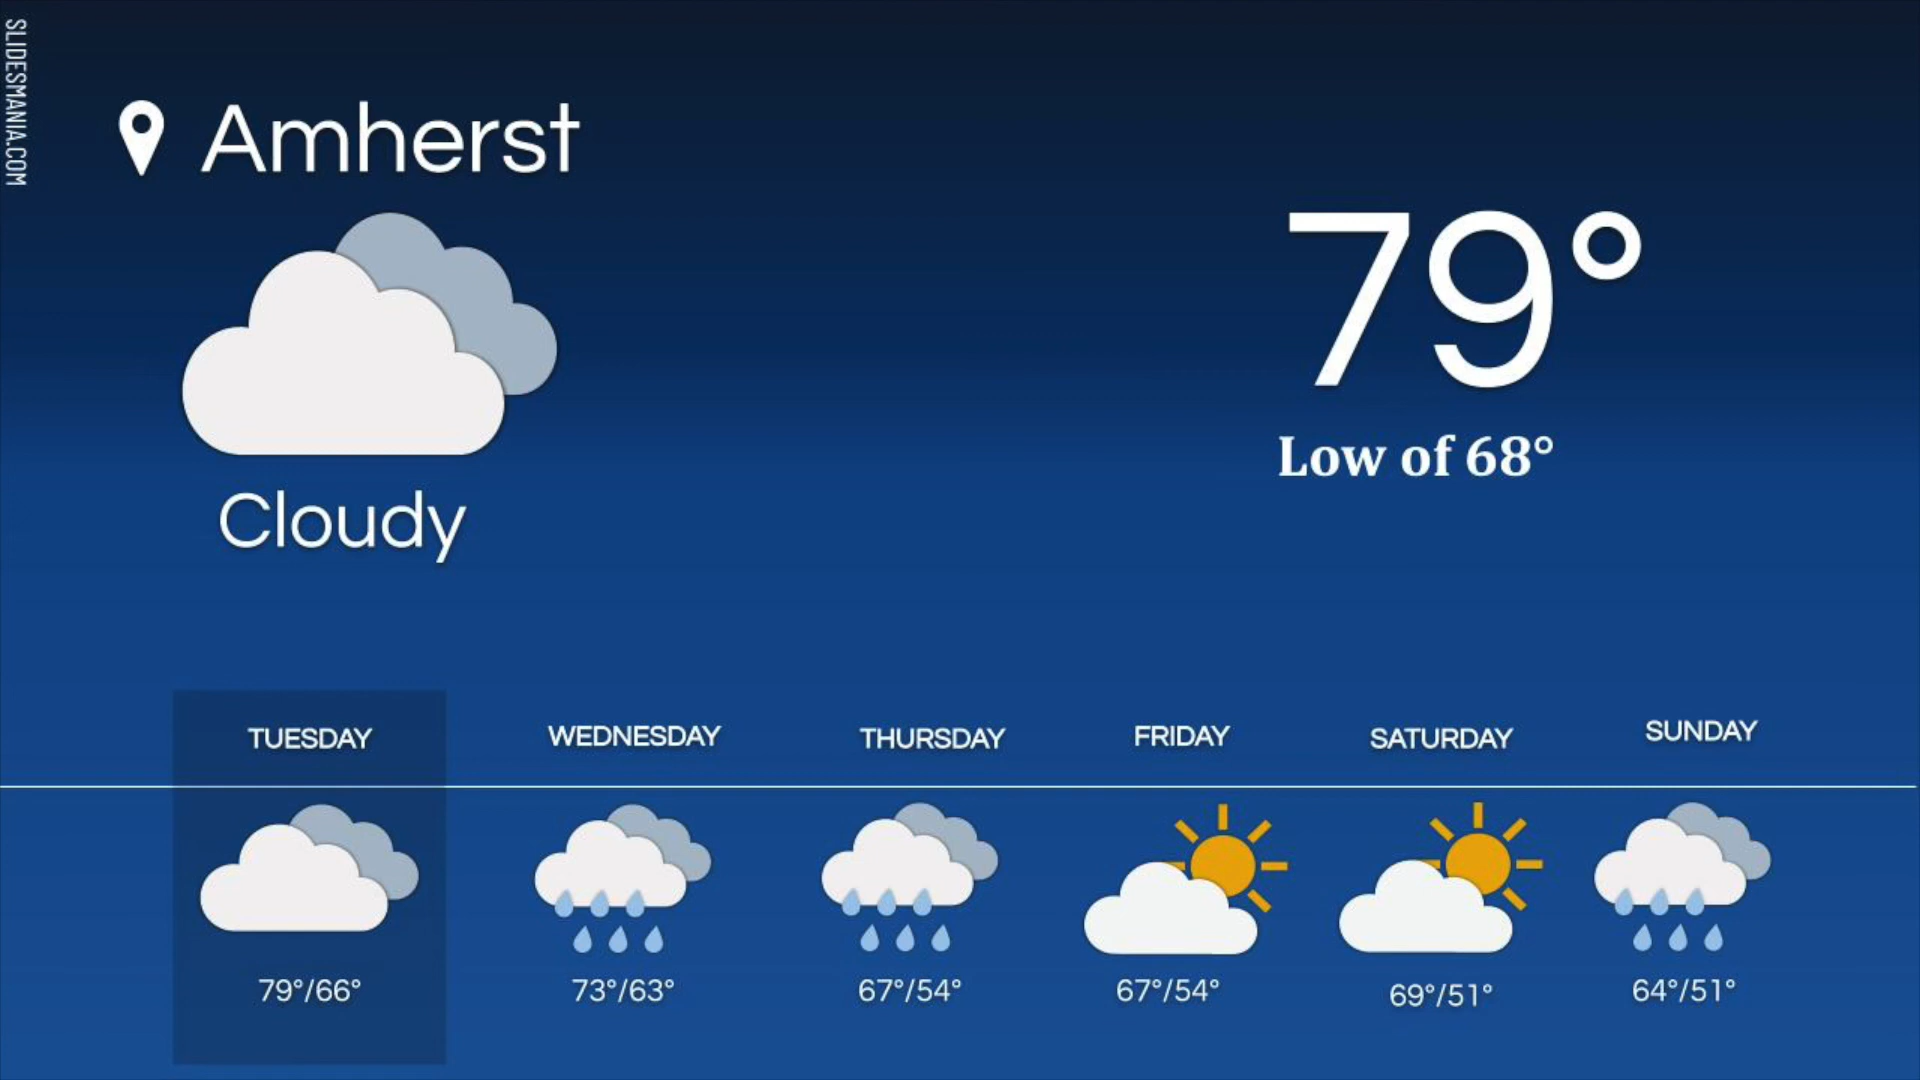 SLIDESMANIA.COM
Amherst
79°
Low of 68°
Cloudy
TUESDAY WEDNESDAY THURSDAY FRIDAY SATURDAY SUNDAY
79°/66° 73°/63° 67°/54° 67°/54° 69°/51° 64°/51°